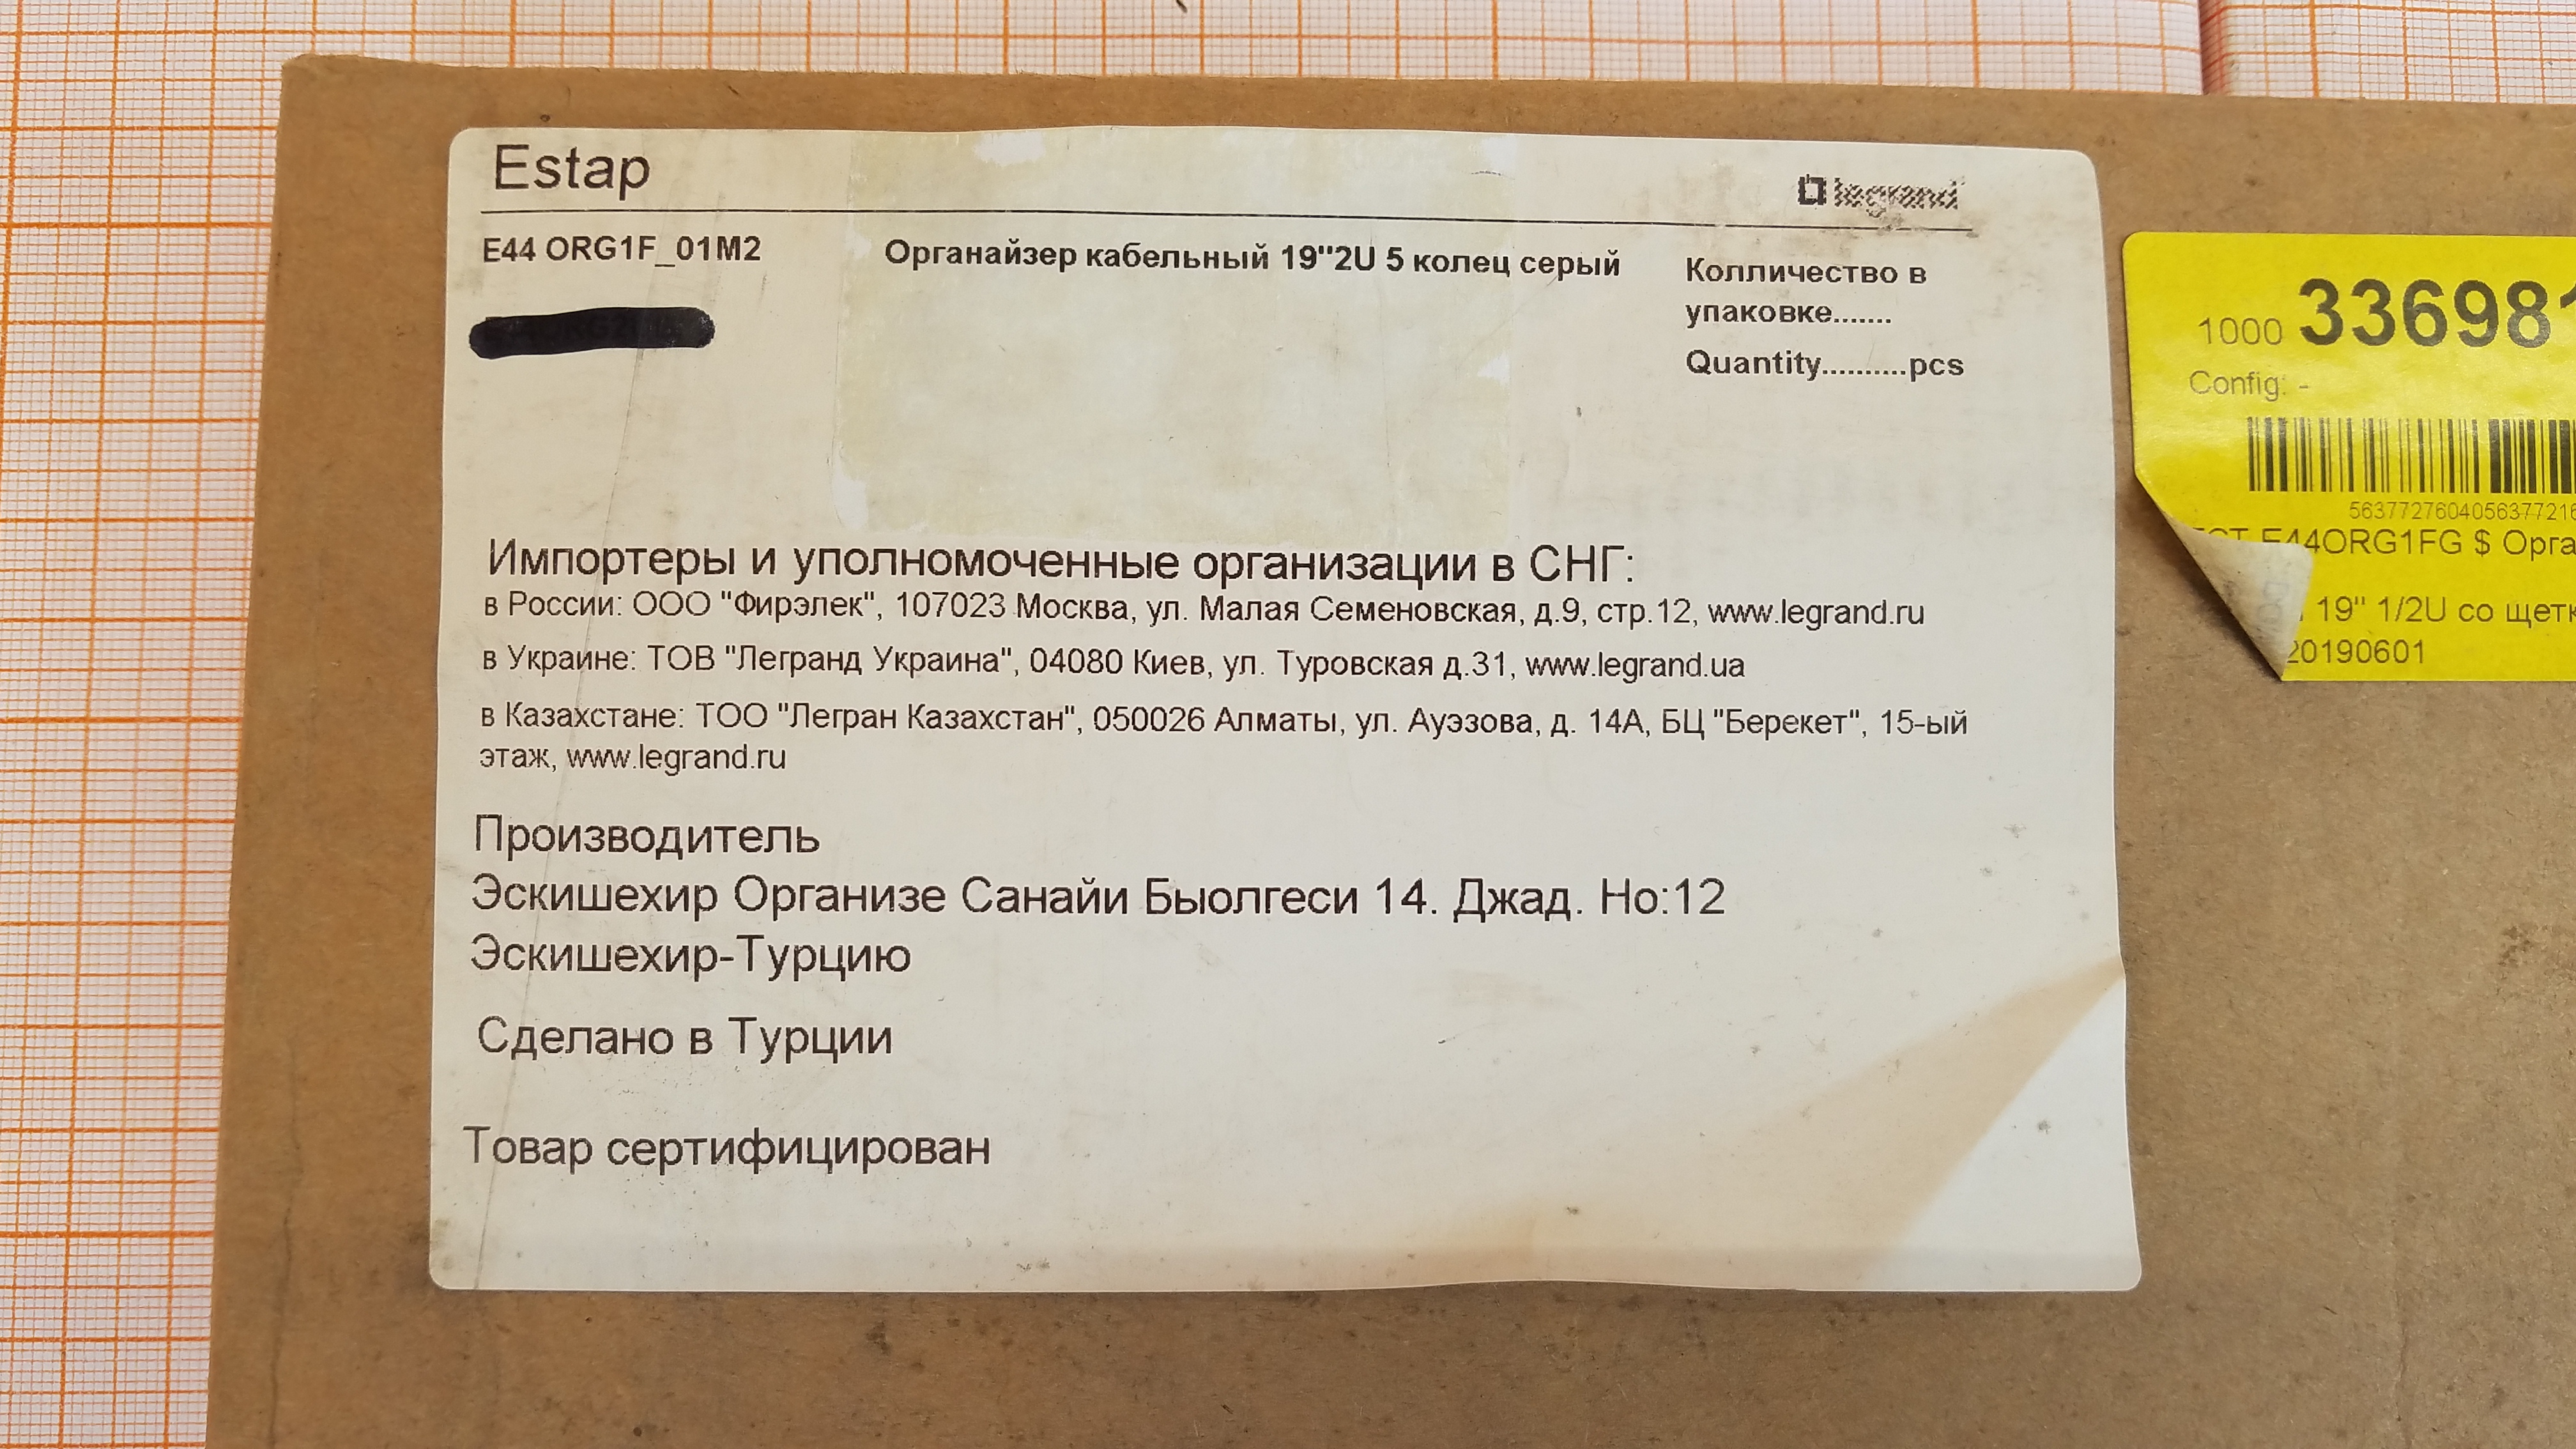 Estap
legrand
E44 ORG1F_01M2
Органайзер кабельный 19"2U 5 колец серый
Колличество в
упаковке.......
Quantity..........pcs
Импортеры и уполномоченные организации в СНГ:
в России: ООО "Фирэлек", 107023 Москва, ул. Малая Семеновская, д.9, стр.12, www.legrand.ru
в Украине: ТОВ "Легранд Украина", 04080 Киев, ул. Туровская д.31, www.legrand.ua
в Казахстане: ТОО "Легран Казахстан", 050026 Алматы, ул. Ауэзова, д. 14А, БЦ "Берекет", 15-ый
этаж, www.legrand.ru
Производитель
Эскишехир Организе Санайи Быолгеси 14. Джад. Но:12
Эскишехир-Турцию
Сделано в Турции
Товар сертифицирован
1000 336981
Config: -
5637727604056377216
E44ORG1FG $ Орга
19" 1/2U со щетк
20190601